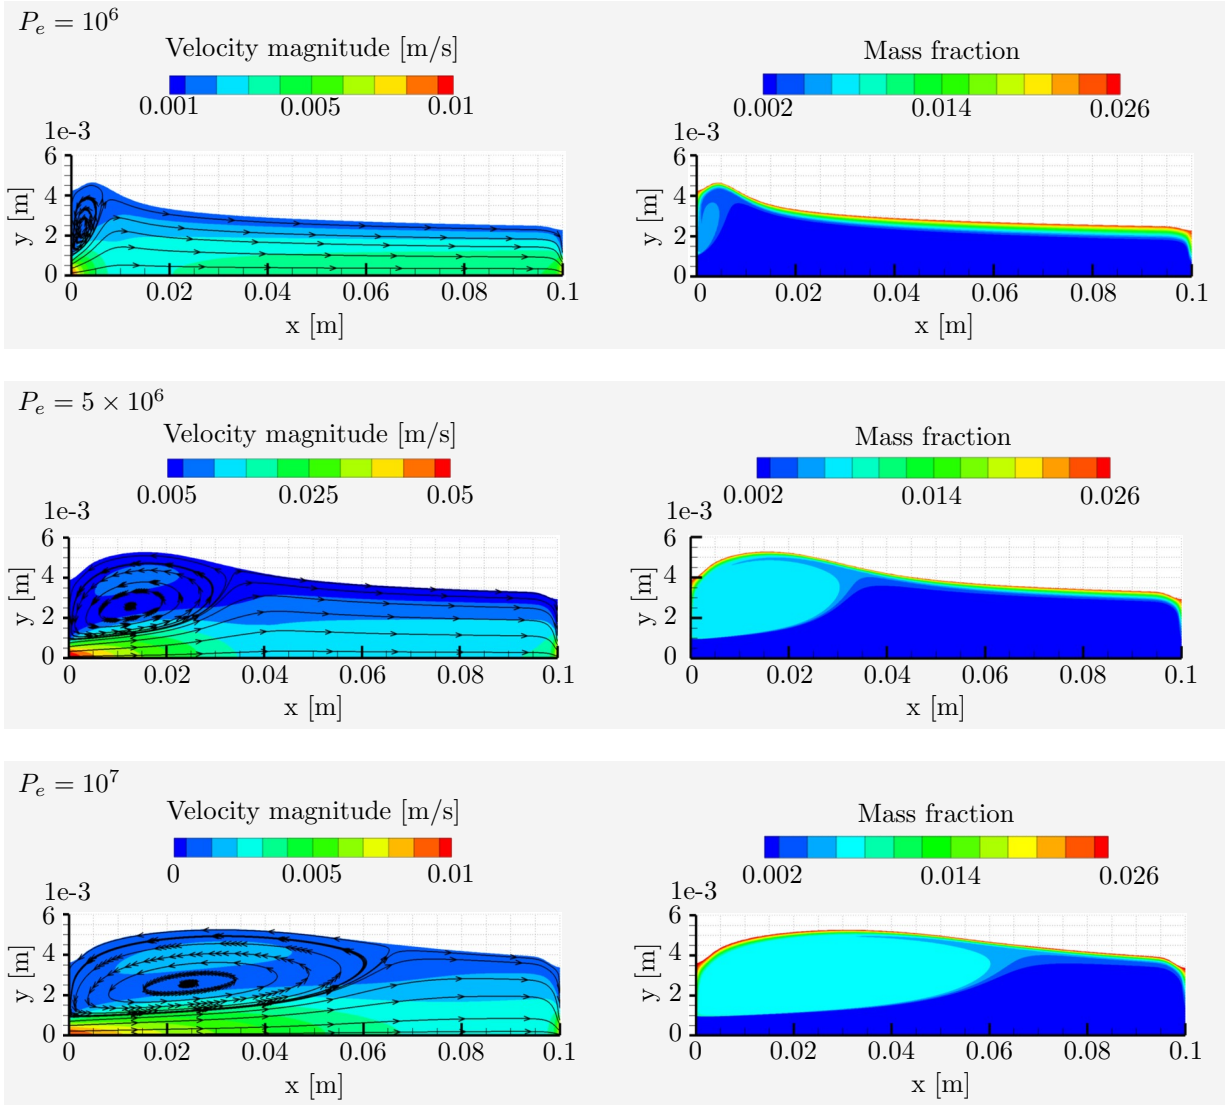 P_e = 10^6
Velocity magnitude [m/s]
Mass fraction
0.001 0.005 0.01
0.002 0.014 0.026
1e-3
6
4
2
0
y [m]
0 0.02 0.04 0.06 0.08 0.1
x [m]
6
4
2
0
y [m]
0 0.02 0.04 0.06 0.08 0.1
x [m]
P_e = 5 × 10^6
Velocity magnitude [m/s]
Mass fraction
0.005 0.025 0.05
0.002 0.014 0.026
1e-3
1e-3
6
4
2
0
y [m]
0 0.02 0.04 0.06 0.08 0.1
x [m]
6
4
2
0
y [m]
0 0.02 0.04 0.06 0.08 0.1
x [m]
P_e = 10^7
Velocity magnitude [m/s]
Mass fraction
0 0.005 0.01
0.002 0.014 0.026
1e-3
1e-3
6
4
2
0
y [m]
0 0.02 0.04 0.06 0.08 0.1
x [m]
6
4
2
0
y [m]
0 0.02 0.04 0.06 0.08 0.1
x [m]